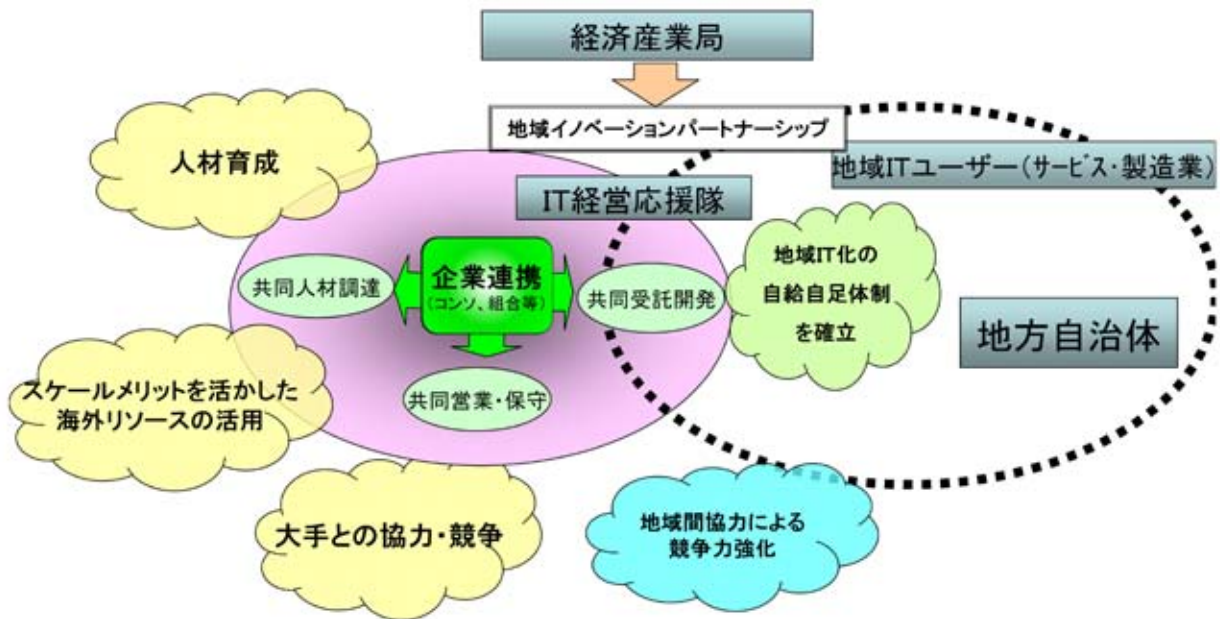 経済産業局
地域イノベーションパートナーシップ
地域ITユーザー(サービス・製造業)
人材育成
IT経営応援隊
企業連携
(コンソ、組合等)
共同人材調達
共同受託開発
地域IT化の
自給自足体制
を確立
地方自治体
共同営業・保守
スケールメリットを活かした
海外リソースの活用
大手との協力・競争
地域間協力による
競争力強化